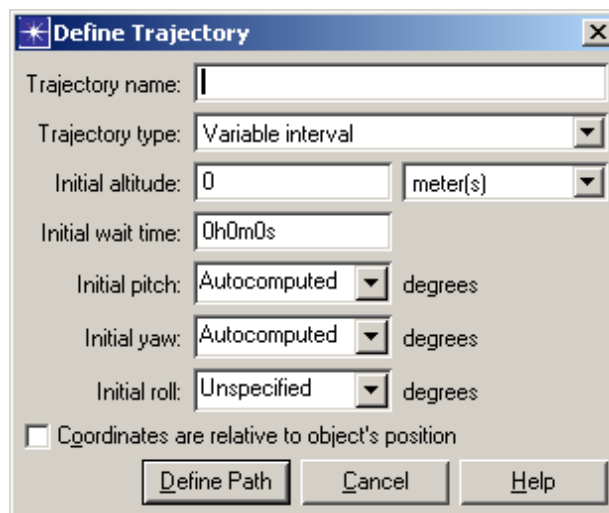 Define Trajectory
Trajectory name:
Trajectory type: Variable interval
Initial altitude: 0 meter(s)
Initial wait time: 0h0m0s
Initial pitch: Autocomputed degrees
Initial yaw: Autocomputed degrees
Initial roll: Unspecified degrees
Coordinates are relative to object's position
Define Path Cancel Help